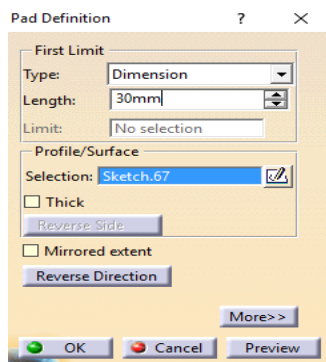 Pad Definition ? ×
First Limit
Type: Dimension
Length: 30mm
Limit: No selection
Profile/Surface
Selection: Sketch.67
Thick
Reverse Side
Mirrored extent
Reverse Direction
More>>
OK Cancel Preview